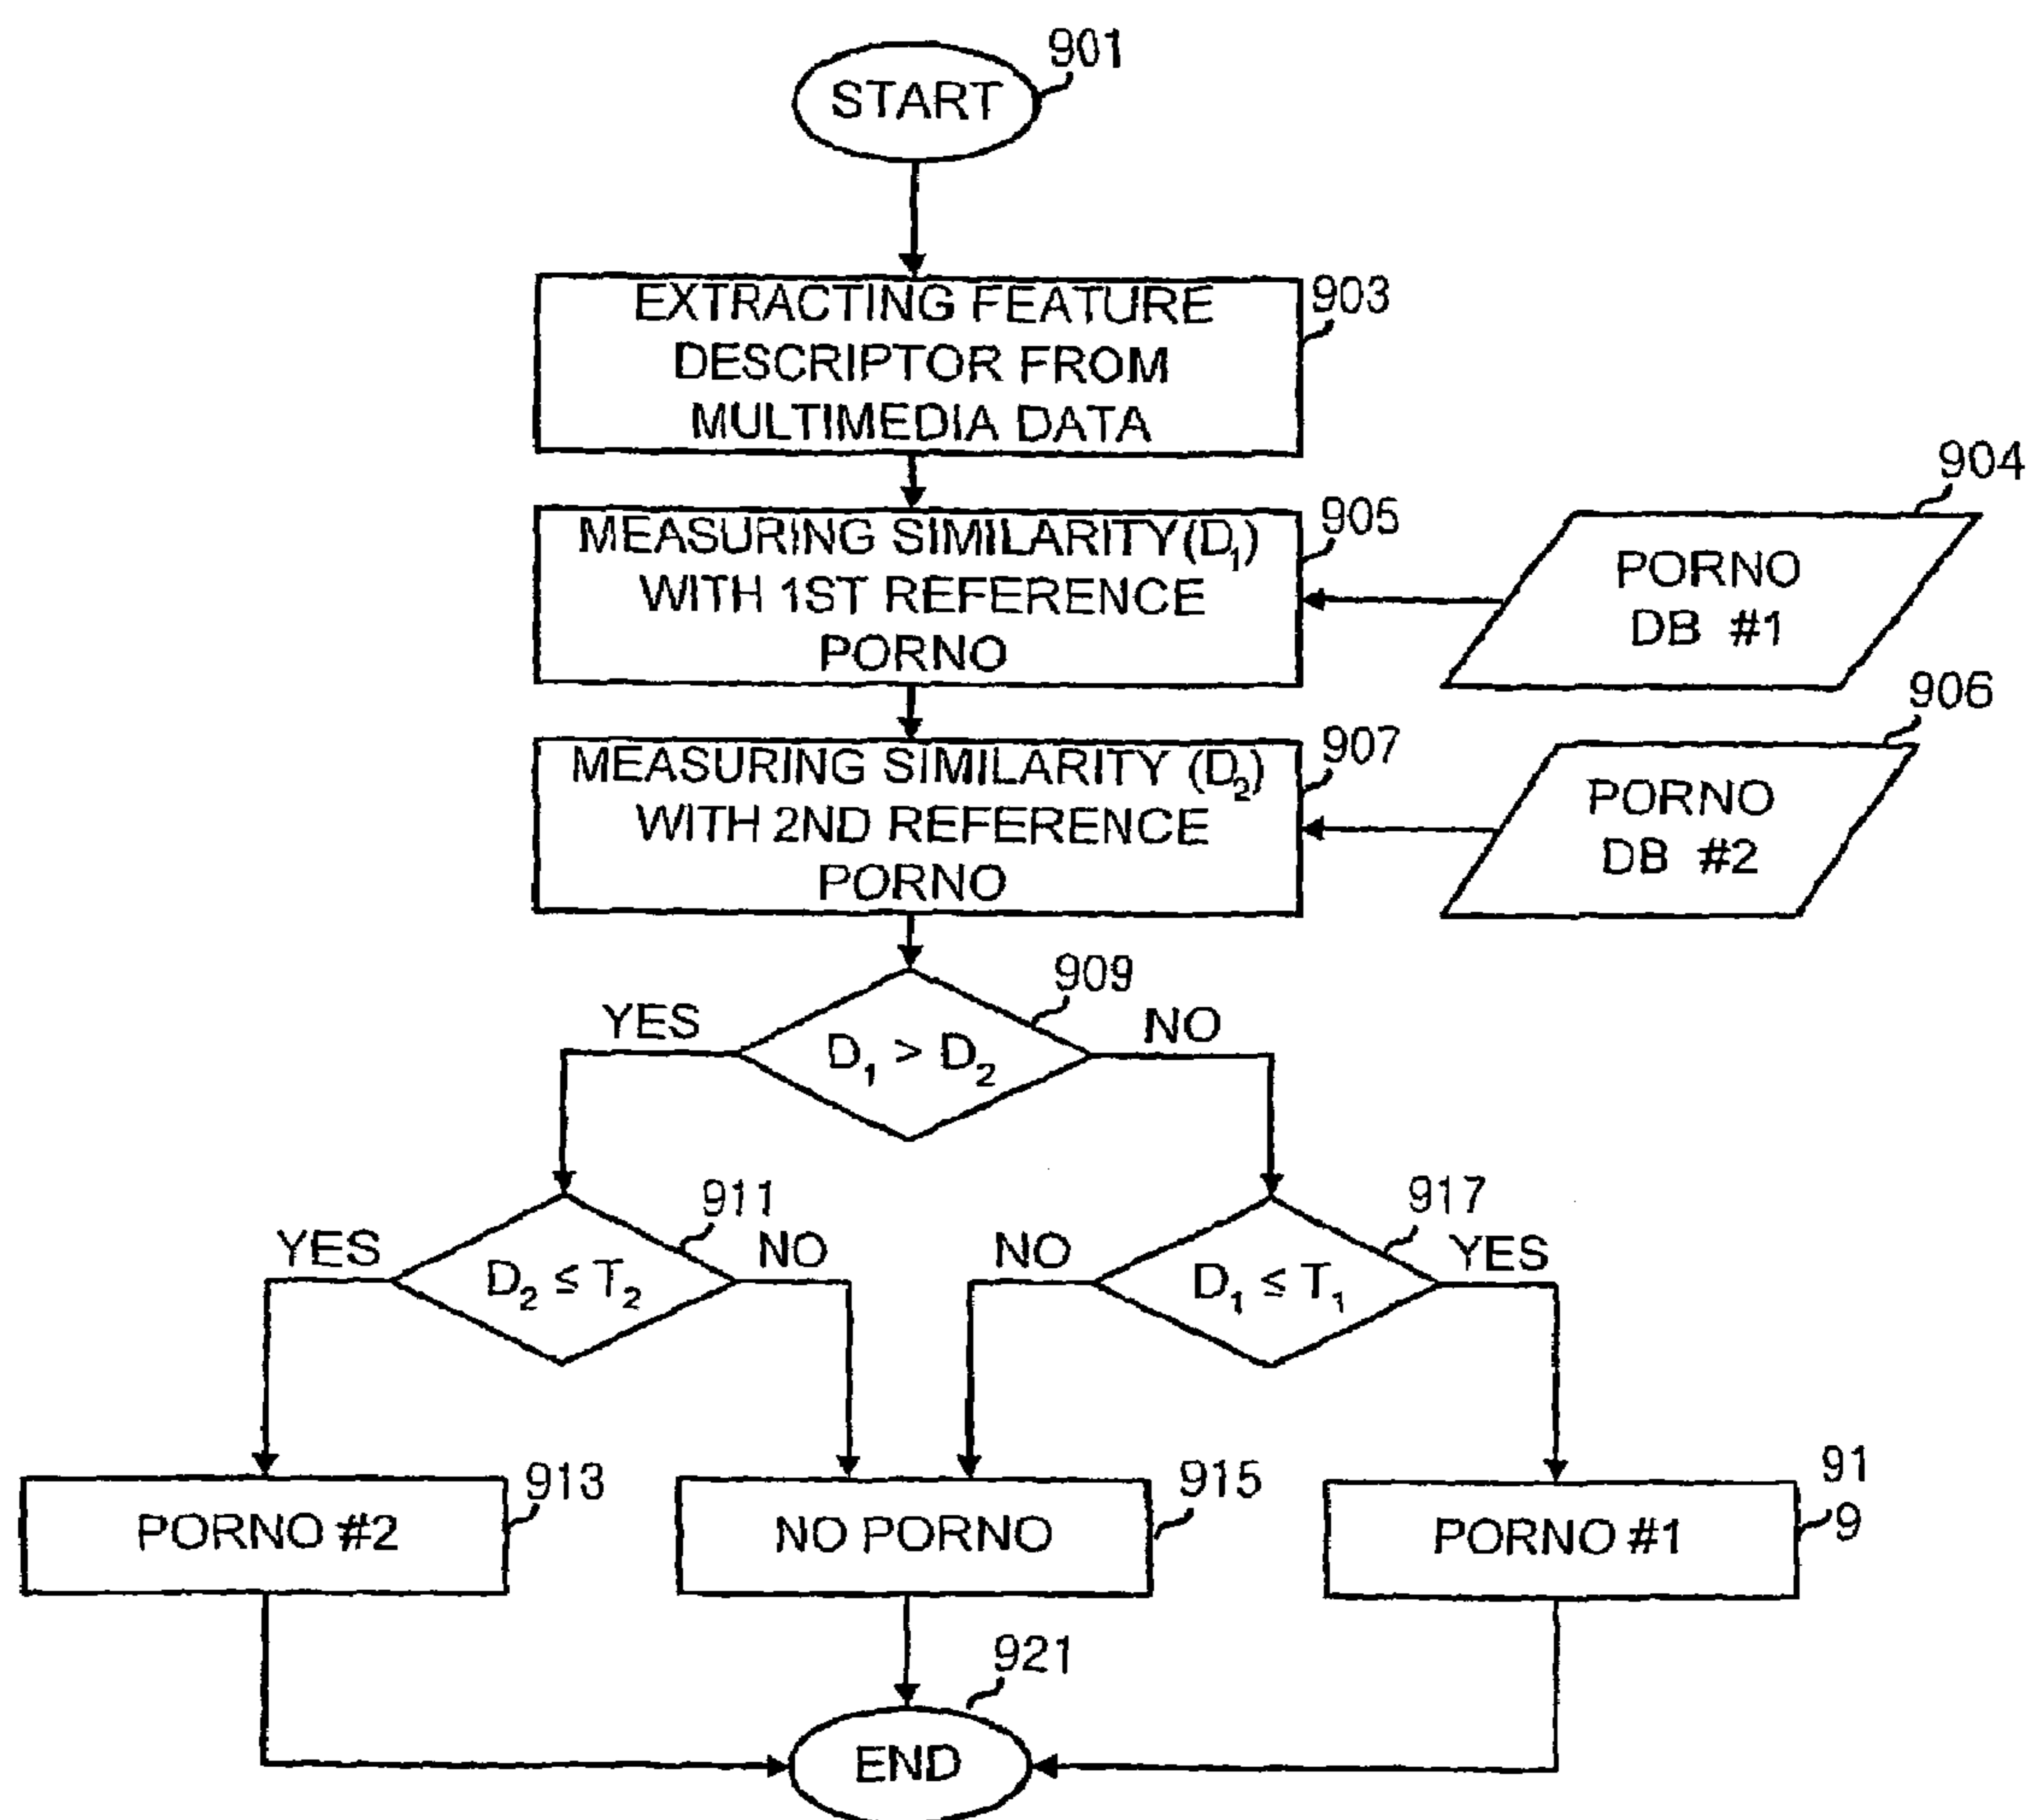 901
START
903
EXTRACTING FEATURE
DESCRIPTOR FROM
MULTIMEDIA DATA
904
905
MEASURING SIMILARITY(D₁)
WITH 1ST REFERENCE
PORNO
PORNO
DB #1
906
907
MEASURING SIMILARITY (D₂)
WITH 2ND REFERENCE
PORNO
PORNO
DB #2
909
YES
NO
D₁ > D₂
911
917
YES
D₂ ≤ T₂
NO
NO
D₁ ≤ T₁
YES
913
PORNO #2
915
NO PORNO
91
9
PORNO #1
921
END